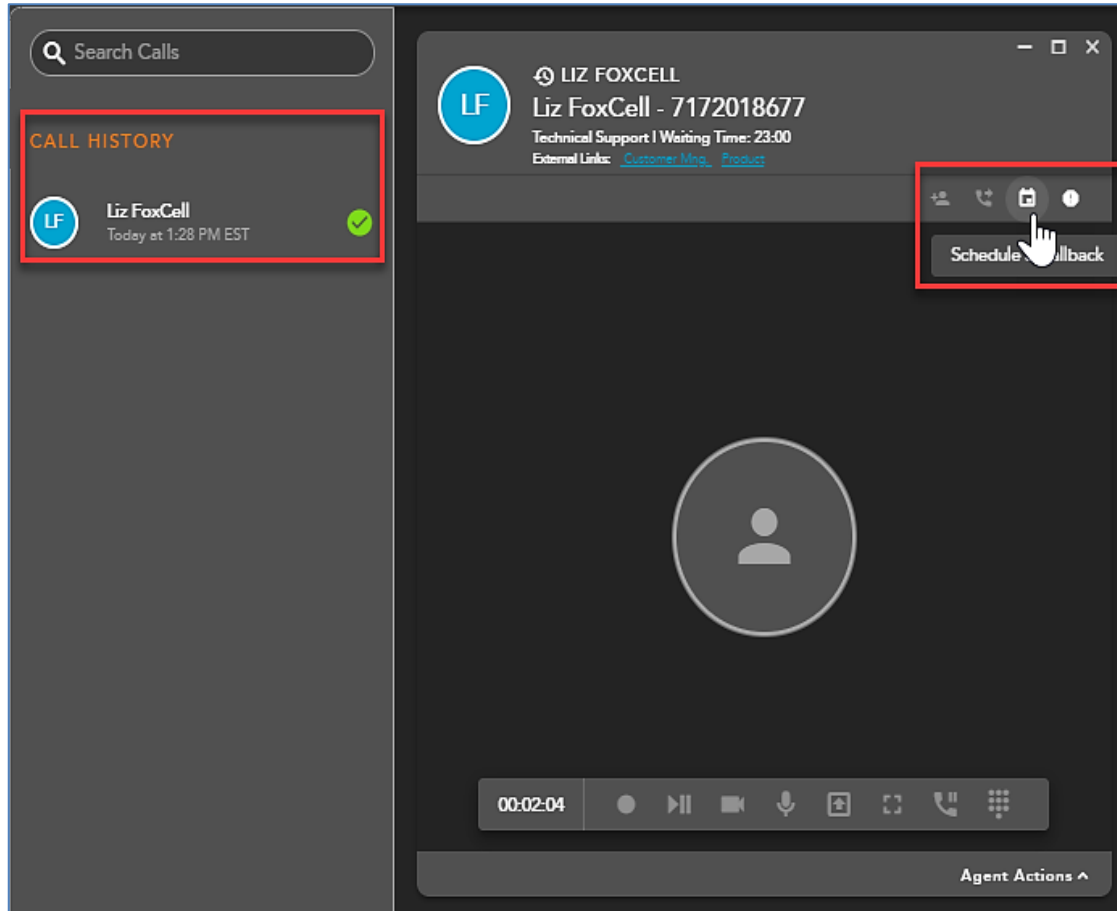 Search Calls
CALL HISTORY
LF
Liz FoxCell
Today at 1:28 PM EST
LF
LIZ FOXCELL
Liz FoxCell - 7172018677
Technical Support | Waiting Time: 23:00
External Links: Customer Mng. Product
Schedule
00:02:04
Agent Actions